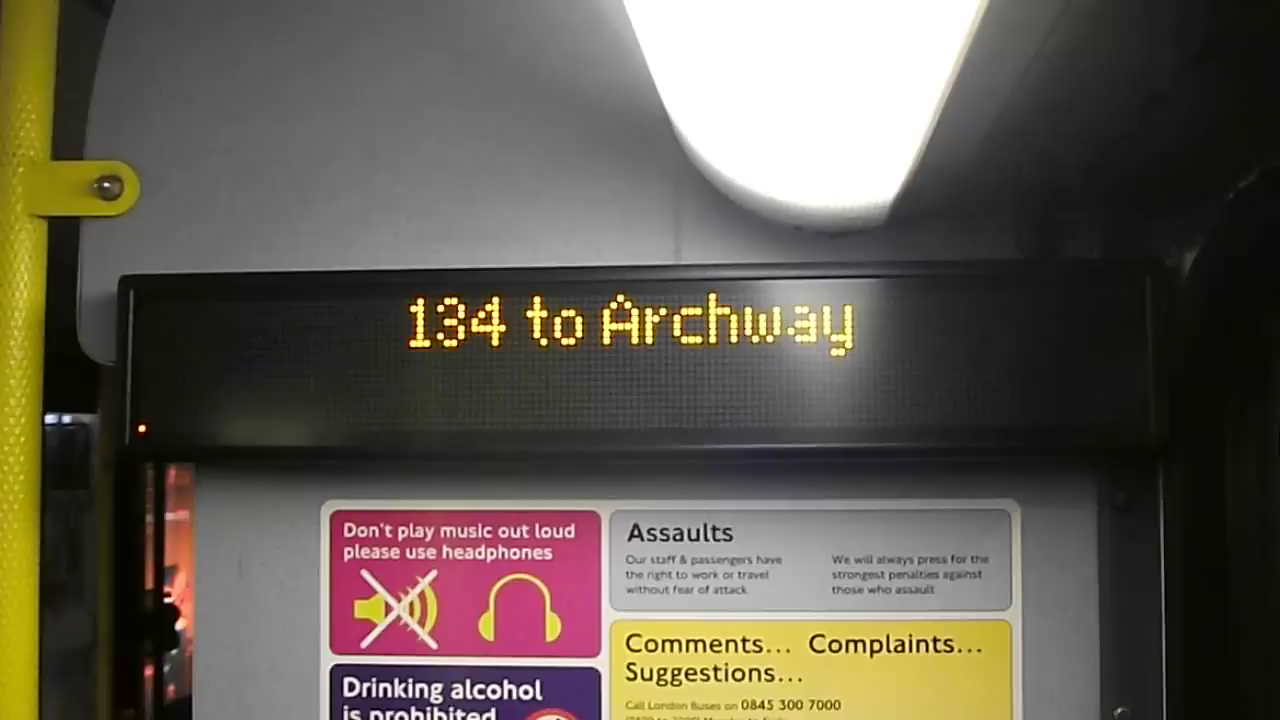 134 to Archway
Don't play music out loud
please use headphones
Assaults
Our staff & passengers have
the right to work or travel
without fear of attack
We will always press for the
strongest penalties against
those who assault
Comments... Complaints...
Suggestions...
Call London Buses on 0845 300 7000
Drinking alcohol
is prohibited